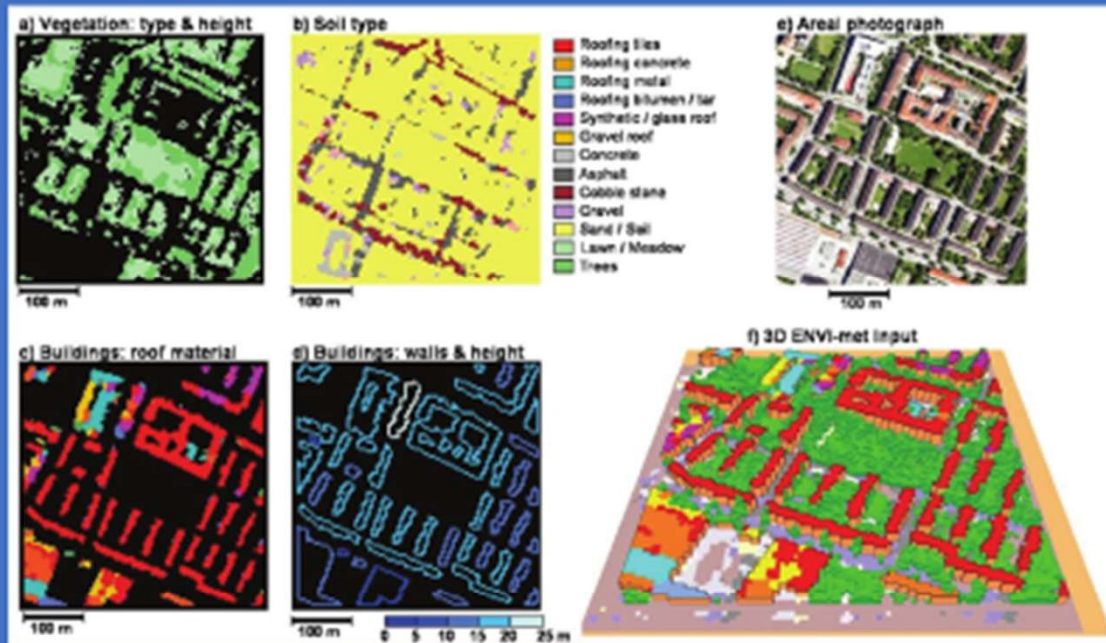 a) Vegetation: type & height
100 m
b) Soil type
100 m
Roofing tiles
Roofing concrete
Roofing metal
Roofing bitumen / tar
Synthetic / glass roof
Gravel roof
Concrete
Asphalt
Cobble stone
Gravel
Sand / Soil
Lawn / Meadow
Trees
e) Areal photograph
100 m
c) Buildings: roof material
100 m
d) Buildings: walls & height
100 m
0 5 10 15 20 25 m
f) 3D ENVI-met Input